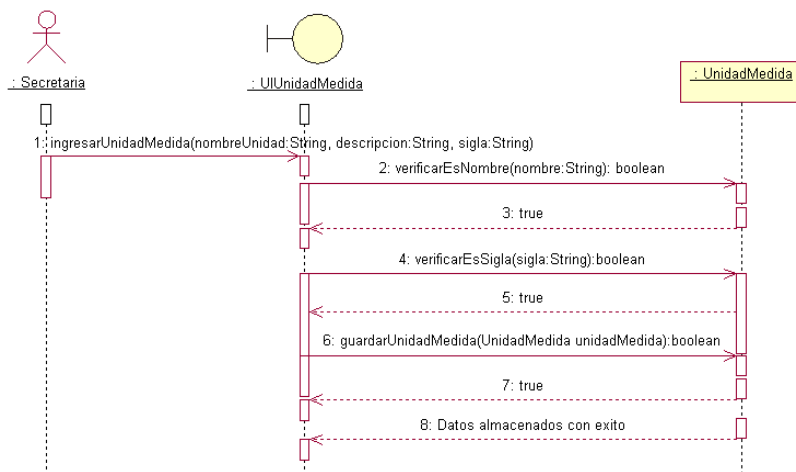 : Secretaria
: UIUnidadMedida
: UnidadMedida
1: ingresarUnidadMedida(nombreUnidad:String, descripcion:String, sigla:String)
2: verificarEsNombre(nombre:String): boolean
3: true
4: verificarEsSigla(sigla:String):boolean
5: true
6: guardarUnidadMedida(UnidadMedida unidadMedida):boolean
7: true
8: Datos almacenados con exito